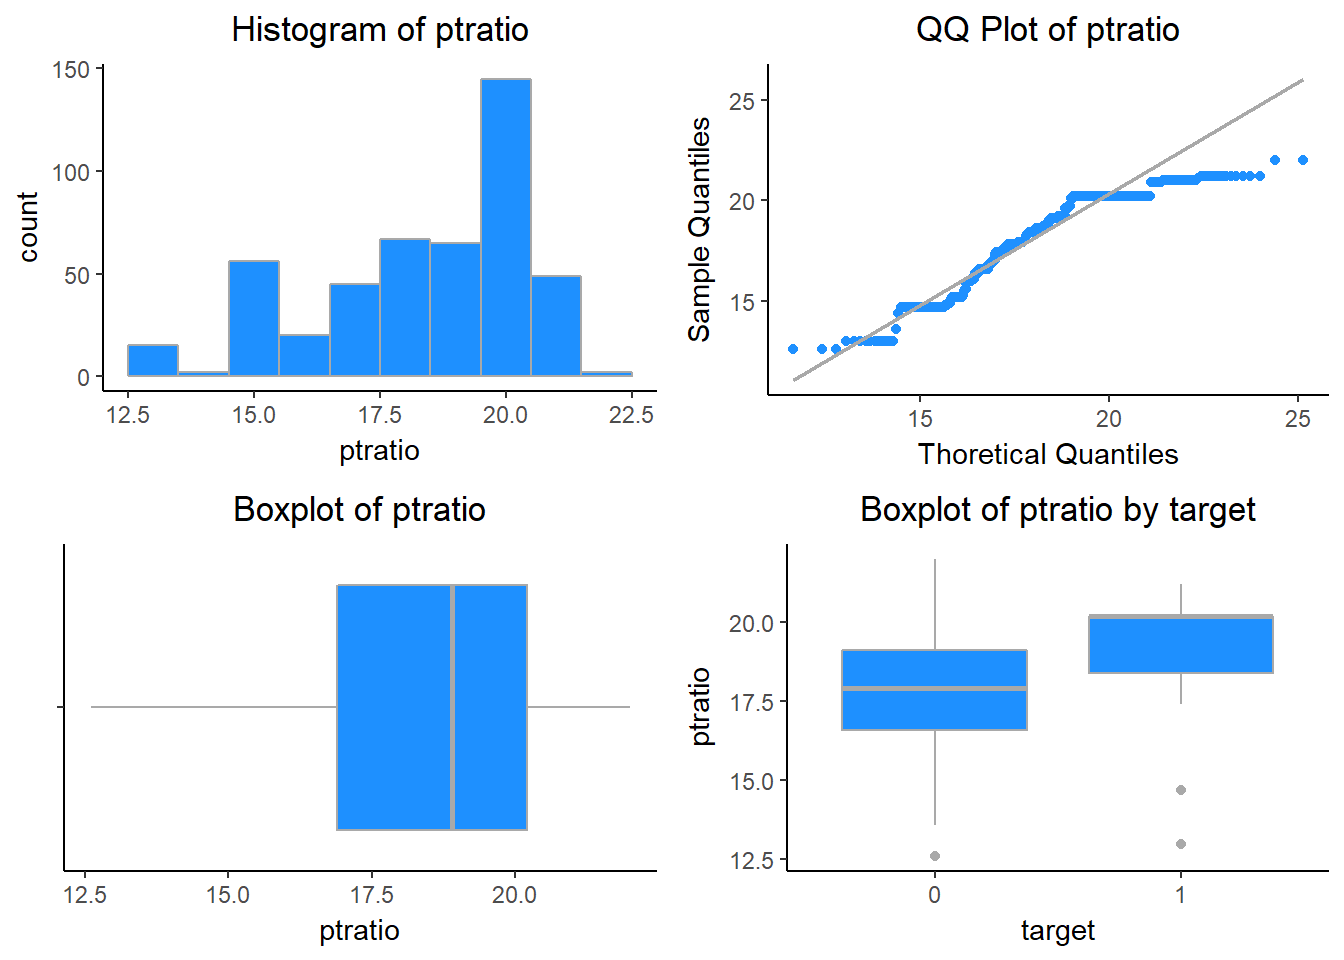 Histogram of ptratio
150
100
50
0
count
12.5 15.0 17.5 20.0 22.5
ptratio
QQ Plot of ptratio
25
20
15
Sample Quantiles
15 20 25
Thoretical Quantiles
Boxplot of ptratio
12.5 15.0 17.5 20.0
ptratio
Boxplot of ptratio by target
20.0
17.5
15.0
12.5
ptratio
0 1
target